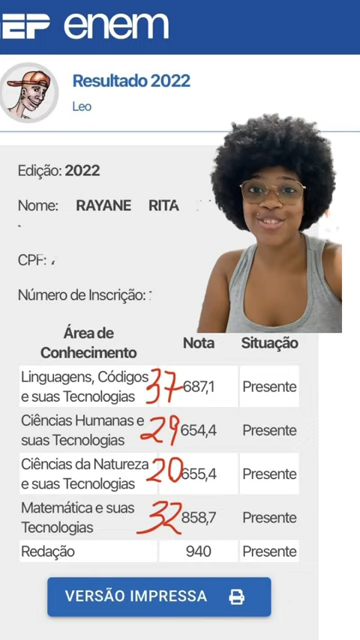 INEP enem
Resultado 2022
Leo
Edição: 2022
Nome: RAYANE RITA
CPF:
Número de Inscrição:
Área de Conhecimento Nota Situação
Linguagens, Códigos e suas Tecnologias 37 687,1 Presente
Ciências Humanas e suas Tecnologias 29 654,4 Presente
Ciências da Natureza e suas Tecnologias 20 655,4 Presente
Matemática e suas Tecnologias 32 858,7 Presente
Redação 940 Presente
VERSÃO IMPRESSA